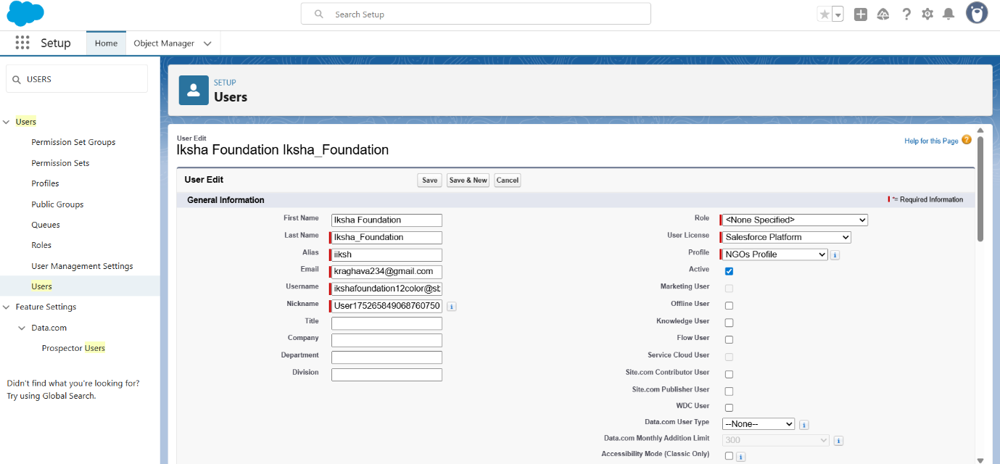 Search Setup
Setup
Home
Object Manager
USERS
Users
Permission Set Groups
Permission Sets
Profiles
Public Groups
Queues
Roles
User Management Settings
Users
Feature Settings
Data.com
Prospector Users
Didn't find what you're looking for?
Try using Global Search.
SETUP
Users
User Edit
Iksha Foundation Iksha_Foundation
Help for this Page ?
User Edit
Save
Save & New
Cancel
General Information
= Required Information
First Name Iksha Foundation
Last Name Iksha_Foundation
Alias iiksh
Email kraghava234@gmail.com
Username ikshafoundation12color@sb
Nickname User175265849068760750 i
Title
Company
Department
Division
Role <None Specified>
User License Salesforce Platform
Profile NGOs Profile i
Active
Marketing User
Offline User
Knowledge User
Flow User
Service Cloud User
Site.com Contributor User
Site.com Publisher User
WDC User
Data.com User Type --None-- i
Data.com Monthly Addition Limit 300 i
Accessibility Mode (Classic Only) i